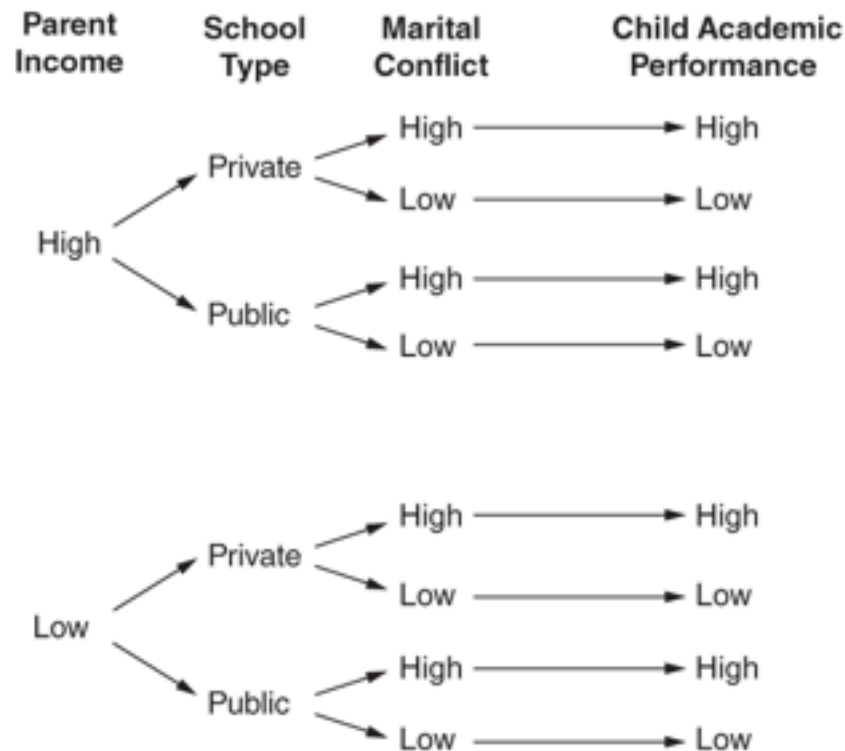 Parent Income School Type Marital Conflict Child Academic Performance
High High
Private
Low Low
High
High High
Public
Low Low
High High
Private
Low Low
Low
High High
Public
Low Low